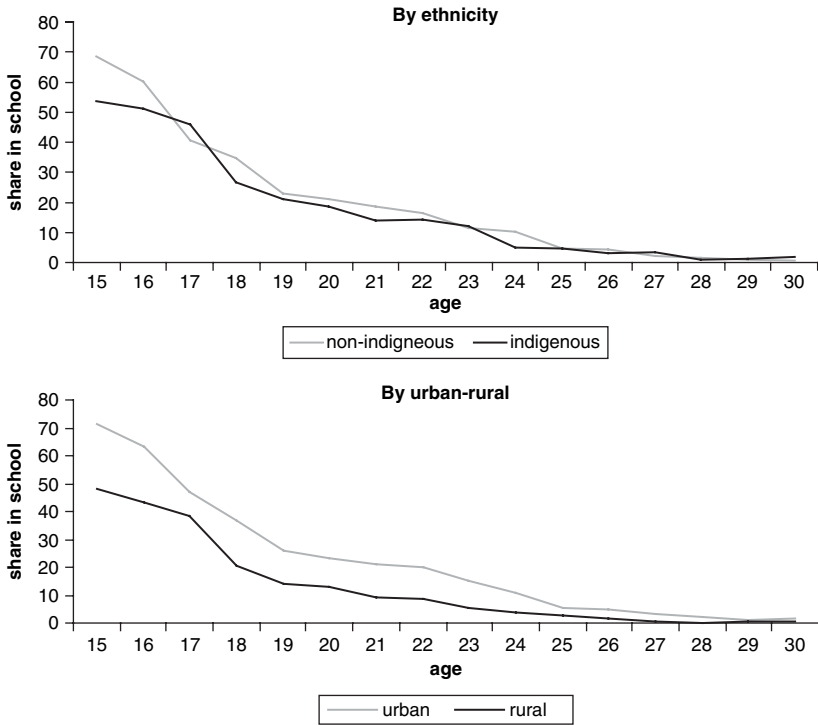 By ethnicity
share in school
80
70
60
50
40
30
20
10
0
15 16 17 18 19 20 21 22 23 24 25 26 27 28 29 30
age
non-indigneous indigenous
By urban-rural
share in school
80
70
60
50
40
30
20
10
0
15 16 17 18 19 20 21 22 23 24 25 26 27 28 29 30
age
urban rural